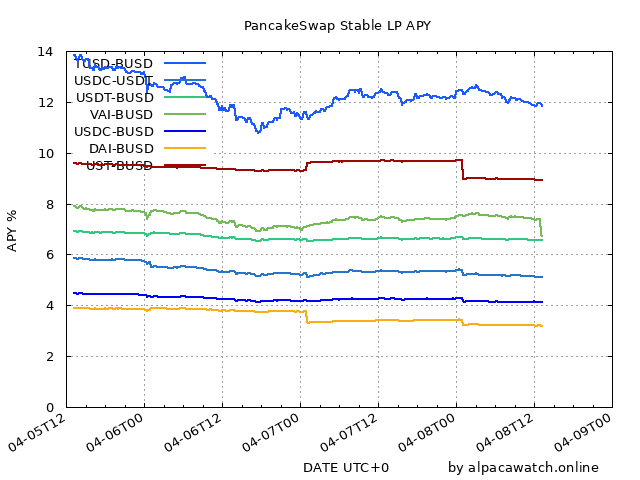 PancakeSwap Stable LP APY
14
12
10
8
6
4
2
0
APY %
TUSD-BUSD
USDC-USDT
USDT-BUSD
VAI-BUSD
USDC-BUSD
DAI-BUSD
UST-BUSD
04-05T12
04-06T00
04-06T12
04-07T00
04-07T12
04-08T00
04-08T12
04-09T00
DATE UTC+0
by alpacawatch.online